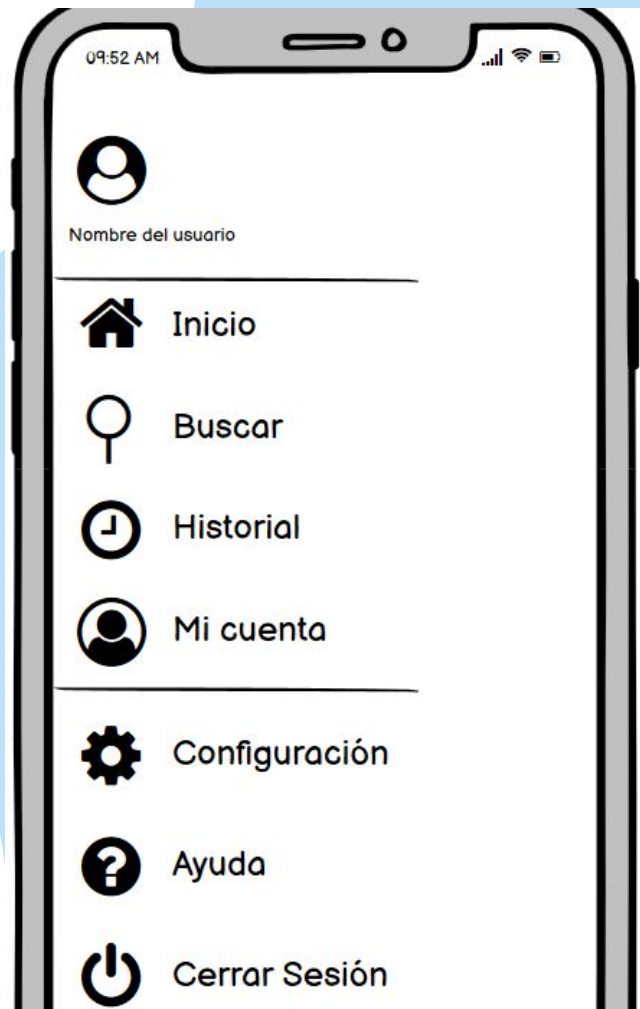 09:52 AM
Nombre del usuario
Inicio
Buscar
Historial
Mi cuenta
Configuración
Ayuda
Cerrar Sesión